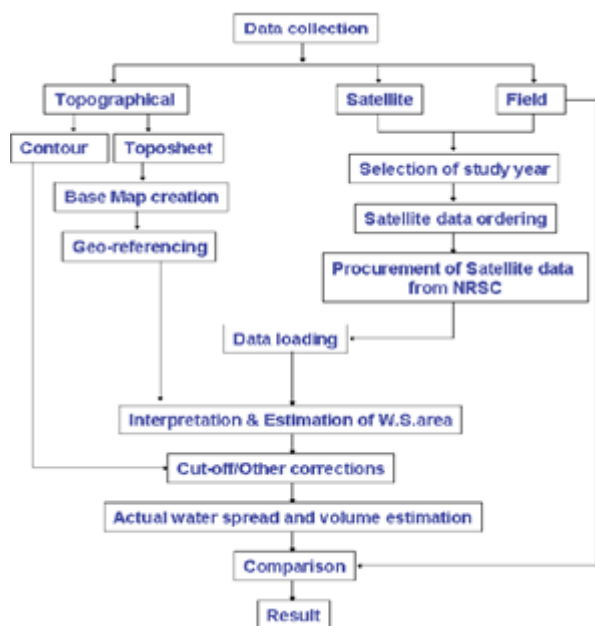 Data collection
Topographical
Satellite
Field
Contour
Toposheet
Selection of study year
Base Map creation
Satellite data ordering
Geo-referencing
Procurement of Satellite data
from NRSC
Data loading
Interpretation & Estimation of W.S.area
Cut-off/Other corrections
Actual water spread and volume estimation
Comparison
Result